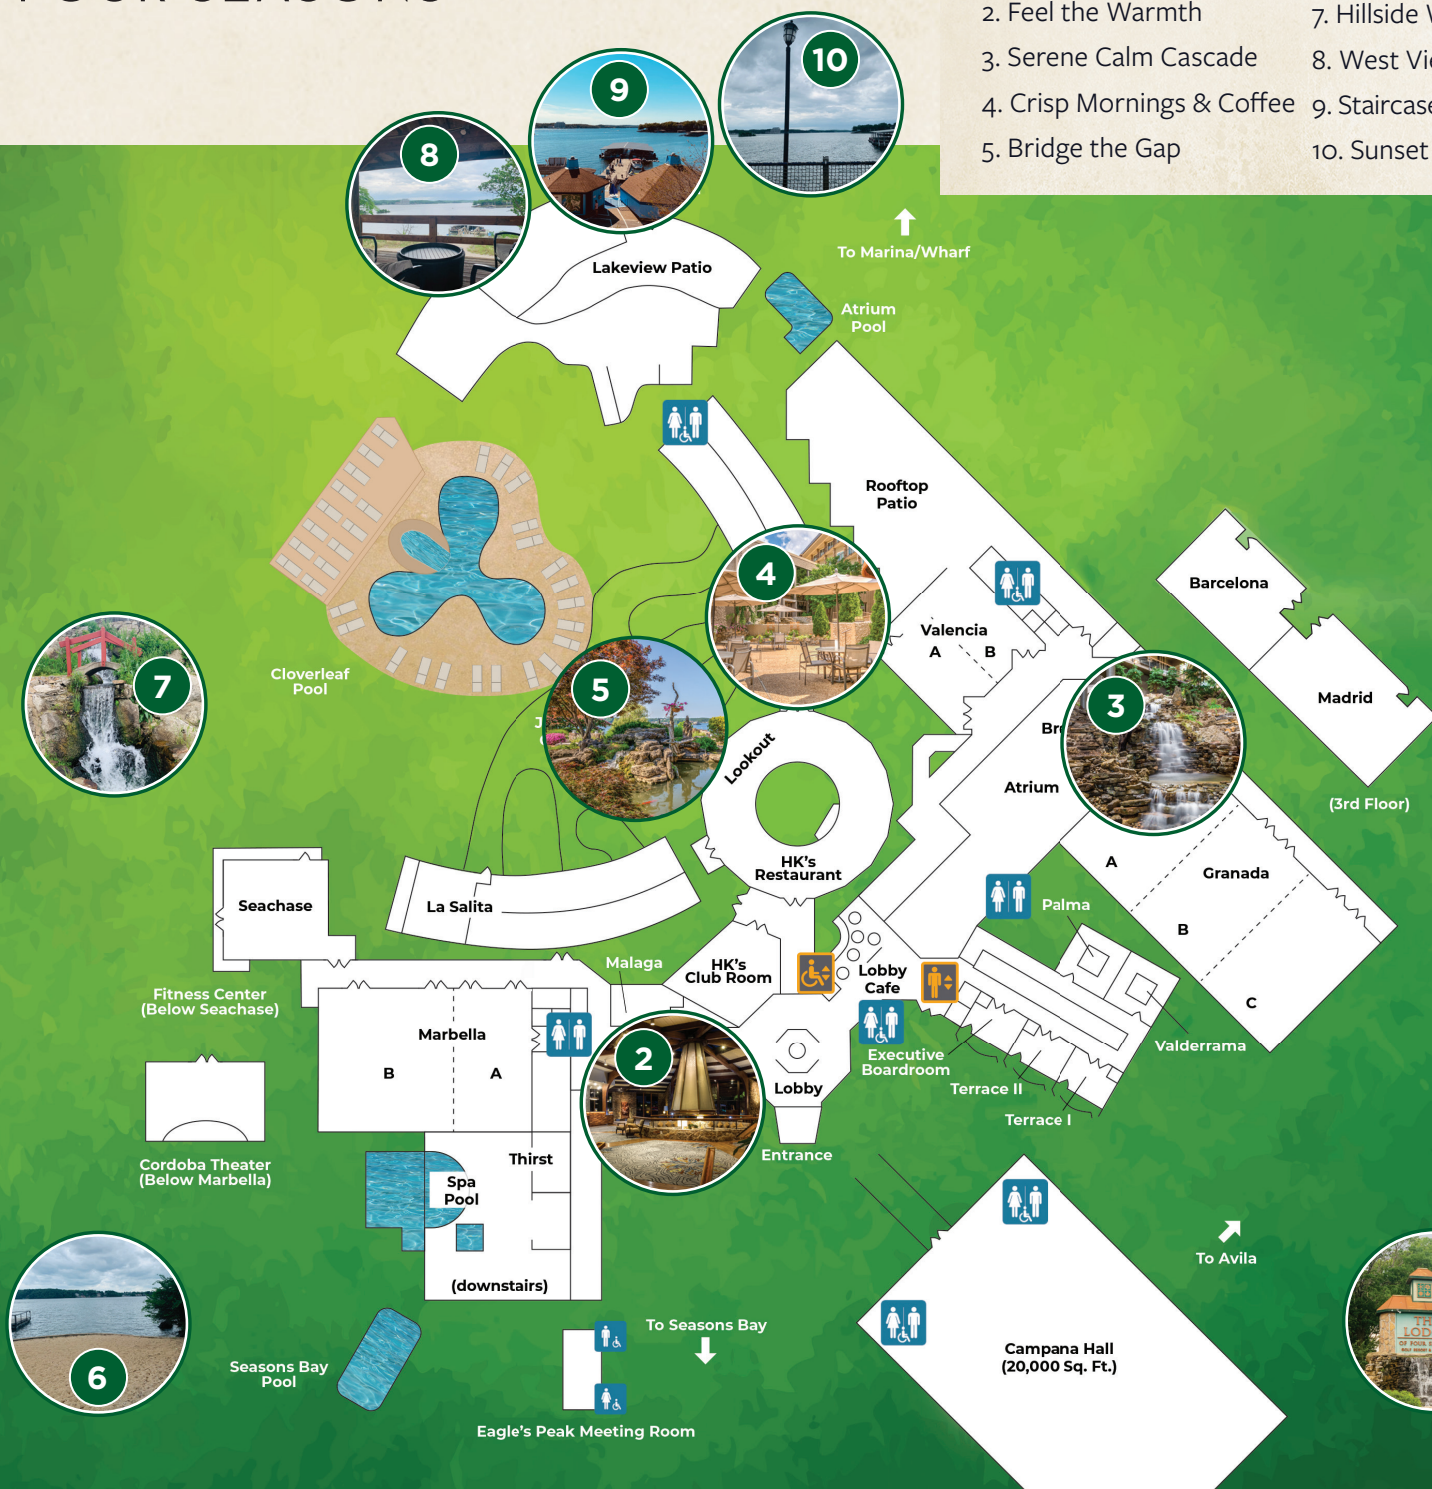 2. Feel the Warmth
3. Serene Calm Cascade
4. Crisp Mornings & Coffee
5. Bridge the Gap
7. Hillside
8. West
9. Staircase
10. Sunset
10
9
8
To Marina/Wharf
Lakeview Patio
Atrium
Pool
Rooftop
Patio
Barcelona
4
Valencia
A B
Cloverleaf
Pool
7
5
3
Madrid
Lookout
Atrium
(3rd Floor)
HK's
Restaurant
A
Granada
Seachase
La Salita
Palma
B
Malaga
HK's
Club Room
Lobby
Cafe
Fitness Center
(Below Seachase)
C
Marbella
B A
2
Executive
Boardroom
Valderrama
Lobby
Terrace II
Terrace I
Cordoba Theater
(Below Marbella)
Thirst
Entrance
Spa
Pool
To Avila
(downstairs)
6
Seasons Bay
Pool
To Seasons Bay
Campana Hall
(20,000 Sq. Ft.)
Eagle's Peak Meeting Room